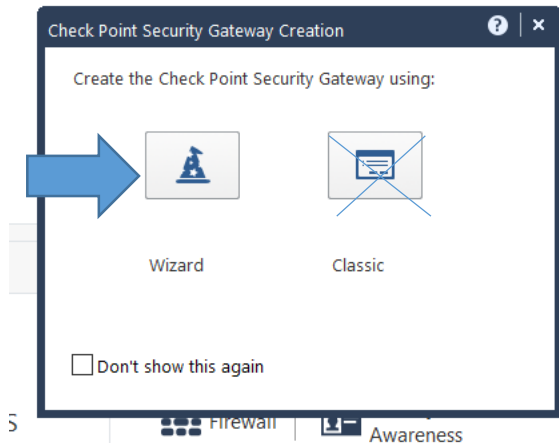 Check Point Security Gateway Creation
Create the Check Point Security Gateway using:
Wizard
Classic
Don't show this again
S
Firewall
Awareness